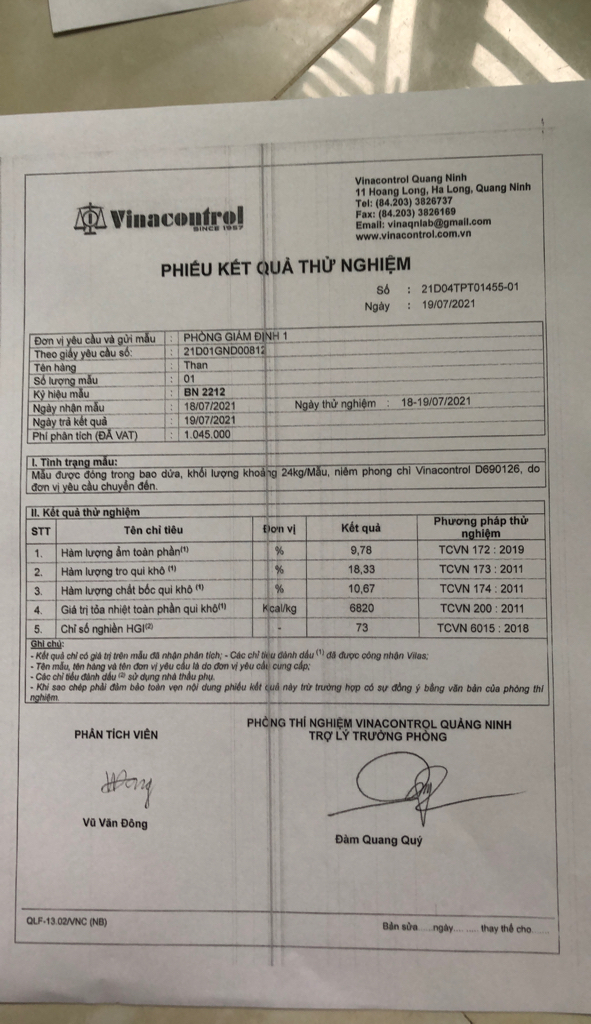 Vinacontrol
SINCE 1957
Vinacontrol Quang Ninh
11 Hoang Long, Ha Long, Quang Ninh
Tel: (84.203) 3826737
Fax: (84.203) 3826169
Email: vinaqnlab@gmail.com
www.vinacontrol.com.vn
PHIẾU KẾT QUẢ THỬ NGHIỆM
Số : 21D04TPT01455-01
Ngày : 19/07/2021
Đơn vị yêu cầu và gửi mẫu : PHÒNG GIÁM ĐỊNH 1
Theo giấy yêu cầu số: : 21D01GND00812
Tên hàng : Than
Số lượng mẫu : 01
Ký hiệu mẫu : BN 2212
Ngày nhận mẫu : 18/07/2021 Ngày thử nghiệm : 18-19/07/2021
Ngày trả kết quả : 19/07/2021
Phí phân tích (ĐÃ VAT) : 1.045.000
I. Tình trạng mẫu:
Mẫu được đóng trong bao dứa, khối lượng khoảng 24kg/Mẫu, niêm phong chì Vinacontrol D690126, do
đơn vị yêu cầu chuyển đến.
II. Kết quả thử nghiệm
STT Tên chỉ tiêu Đơn vị Kết quả Phương pháp thử nghiệm
1. Hàm lượng ẩm toàn phần(1) % 9,78 TCVN 172 : 2019
2. Hàm lượng tro qui khô (1) % 18,33 TCVN 173 : 2011
3. Hàm lượng chất bốc qui khô (1) % 10,67 TCVN 174 : 2011
4. Giá trị tỏa nhiệt toàn phần qui khô(1) Kcal/kg 6820 TCVN 200 : 2011
5. Chỉ số nghiền HGI(2) - 73 TCVN 6015 : 2018
Ghi chú:
- Kết quả chỉ có giá trị trên mẫu đã nhận phân tích; - Các chỉ tiêu đánh dấu (1) đã được công nhận Vilas;
- Tên mẫu, tên hàng và tên đơn vị yêu cầu là do đơn vị yêu cầu cung cấp;
- Các chỉ tiêu đánh dấu (2) sử dụng nhà thầu phụ.
- Khi sao chép phải đảm bảo toàn vẹn nội dung phiếu kết quả này trừ trường hợp có sự đồng ý bằng văn bản của phòng thí
nghiệm.
PHÂN TÍCH VIÊN
PHÒNG THÍ NGHIỆM VINACONTROL QUẢNG NINH
TRỢ LÝ TRƯỞNG PHÒNG
Vũ Văn Đông
Đàm Quang Quý
QLF-13.02/VNC (NB)
Bản sửa.....ngày.......... thay thế cho.....